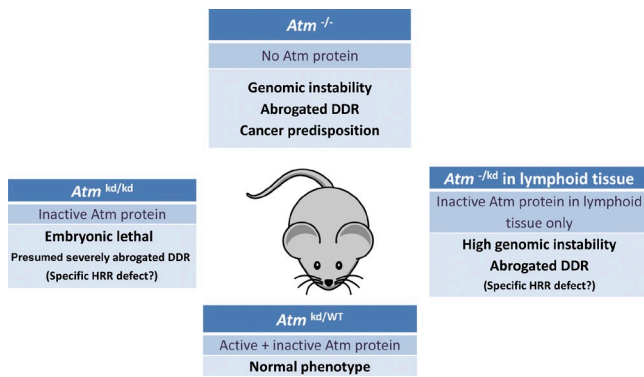 Atm -/-
No Atm protein
Genomic instability
Abrogated DDR
Cancer predisposition
Atm kd/kd
Inactive Atm protein
Embryonic lethal
Presumed severely abrogated DDR
(Specific HRR defect?)
Atm -/kd in lymphoid tissue
Inactive Atm protein in lymphoid
tissue only
High genomic instability
Abrogated DDR
(Specific HRR defect?)
Atm kd/WT
Active + inactive Atm protein
Normal phenotype